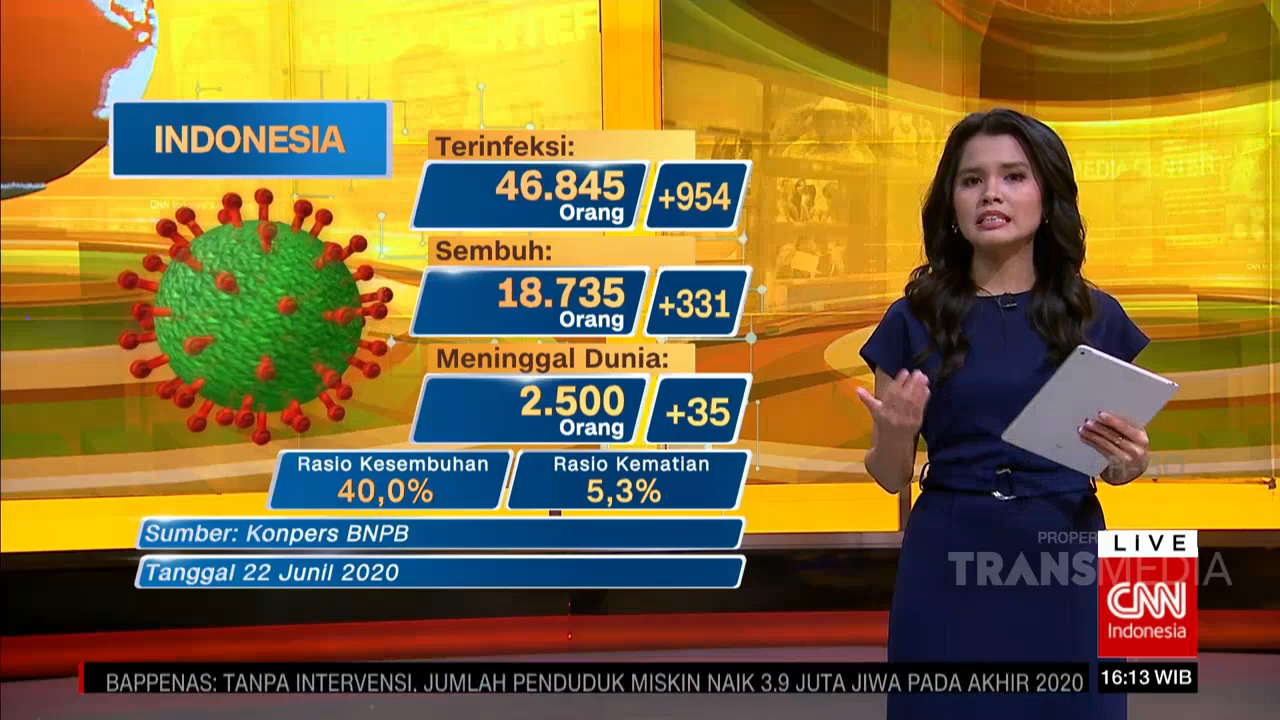 INDONESIA
Terinfeksi:
46.845
Orang
+954
Sembuh:
18.735
Orang
+331
Meninggal Dunia:
2.500
Orang
+35
Rasio Kesembuhan
40,0%
Rasio Kematian
5,3%
Sumber: Konpers BNPB
Tanggal 22 Junil 2020
PROPER
TRANSMEDIA
LIVE
CNN
Indonesia
BAPPENAS: TANPA INTERVENSI, JUMLAH PENDUDUK MISKIN NAIK 3.9 JUTA JIWA PADA AKHIR 2020
16:13 WIB